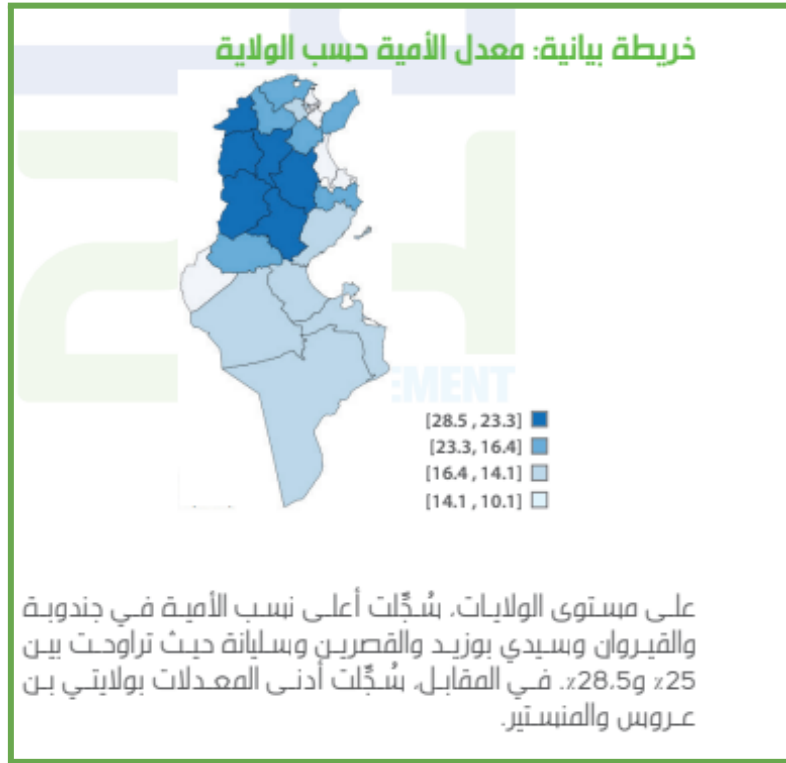 خريطة بيانية: معدل الأمية حسب الولاية
[28.5 , 23.3]
[23.3, 16.4]
[16.4 , 14.1]
[14.1 , 10.1]
EMENT
على مستوى الولايات، سُجِّلت أعلى نسب الأمية في جندوبة
والقيروان وسيدي بوزيد والقصرين وسليانة حيث تراوحت بين
25٪ و28،5٪. في المقابل، سُجِّلت أدنى المعدلات بولايتي بن
عروس والمنستير.